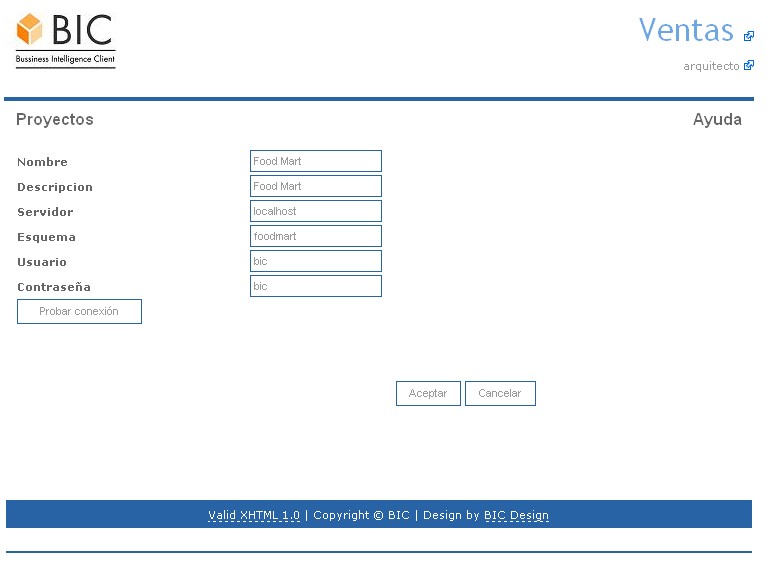 BIC
Bussiness Intelligence Client
Ventas
arquitecto
Proyectos
Ayuda
Nombre Food Mart
Descripcion Food Mart
Servidor localhost
Esquema foodmart
Usuario bic
Contraseña bic
Probar conexión
Aceptar Cancelar
Valid XHTML 1.0 | Copyright © BIC | Design by BIC Design